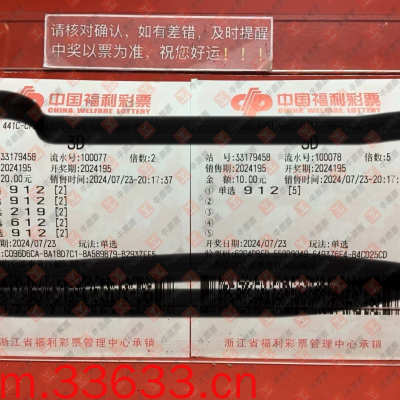 请核对确认，如有差错，及时提醒
中奖以票为准，祝您好运！！！
中国福利彩票
CHINA WELFARE LOTTERY
441C-C
3D
33179458 流水号:100077 倍数:2
2024195 开奖期:2024195
20.00元 销售时间:2024/07/23-20:17:37
912 [2]
912 [2]
219 [2]
612 [2]
912 [2]
2024/07/23 玩法:单选
浙江省福利彩票管理中心承销
中国福利彩票
CHINA WELFARE LOTTERY
3D
站 号:33179458 流水号:100078 倍数:5
销售期:2024195 开奖期:2024195
金 额:10.00元 销售时间:2024/07/23-20:17
① 单选 912 [5]
②
③
④
⑤
开奖日期:2024/07/23 玩法:单选
浙江省福利彩票管理中心承销
m.33633.cn